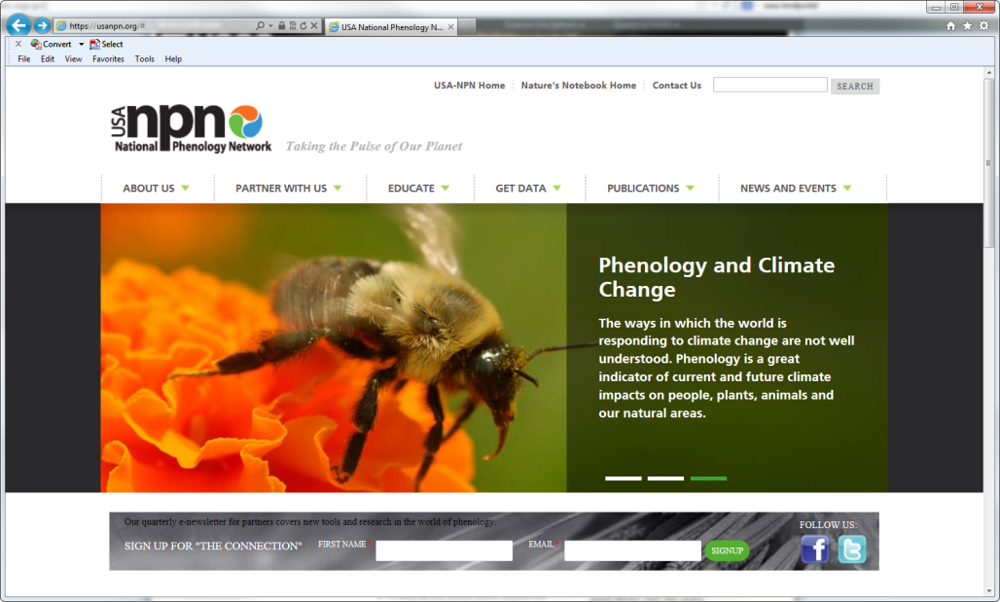 https://usanpn.org/#
USA National Phenology N...
Convert Select
File Edit View Favorites Tools Help
USA-NPN Home Nature's Notebook Home Contact Us SEARCH
USA npn
National Phenology Network
Taking the Pulse of Our Planet
ABOUT US PARTNER WITH US EDUCATE GET DATA PUBLICATIONS NEWS AND EVENTS
Phenology and Climate
Change
The ways in which the world is
responding to climate change are not well
understood. Phenology is a great
indicator of current and future climate
impacts on people, plants, animals and
our natural areas.
Our quarterly e-newsletter for partners covers new tools and research in the world of phenology.
SIGN UP FOR "THE CONNECTION" FIRST NAME * EMAIL * SIGNUP
FOLLOW US: